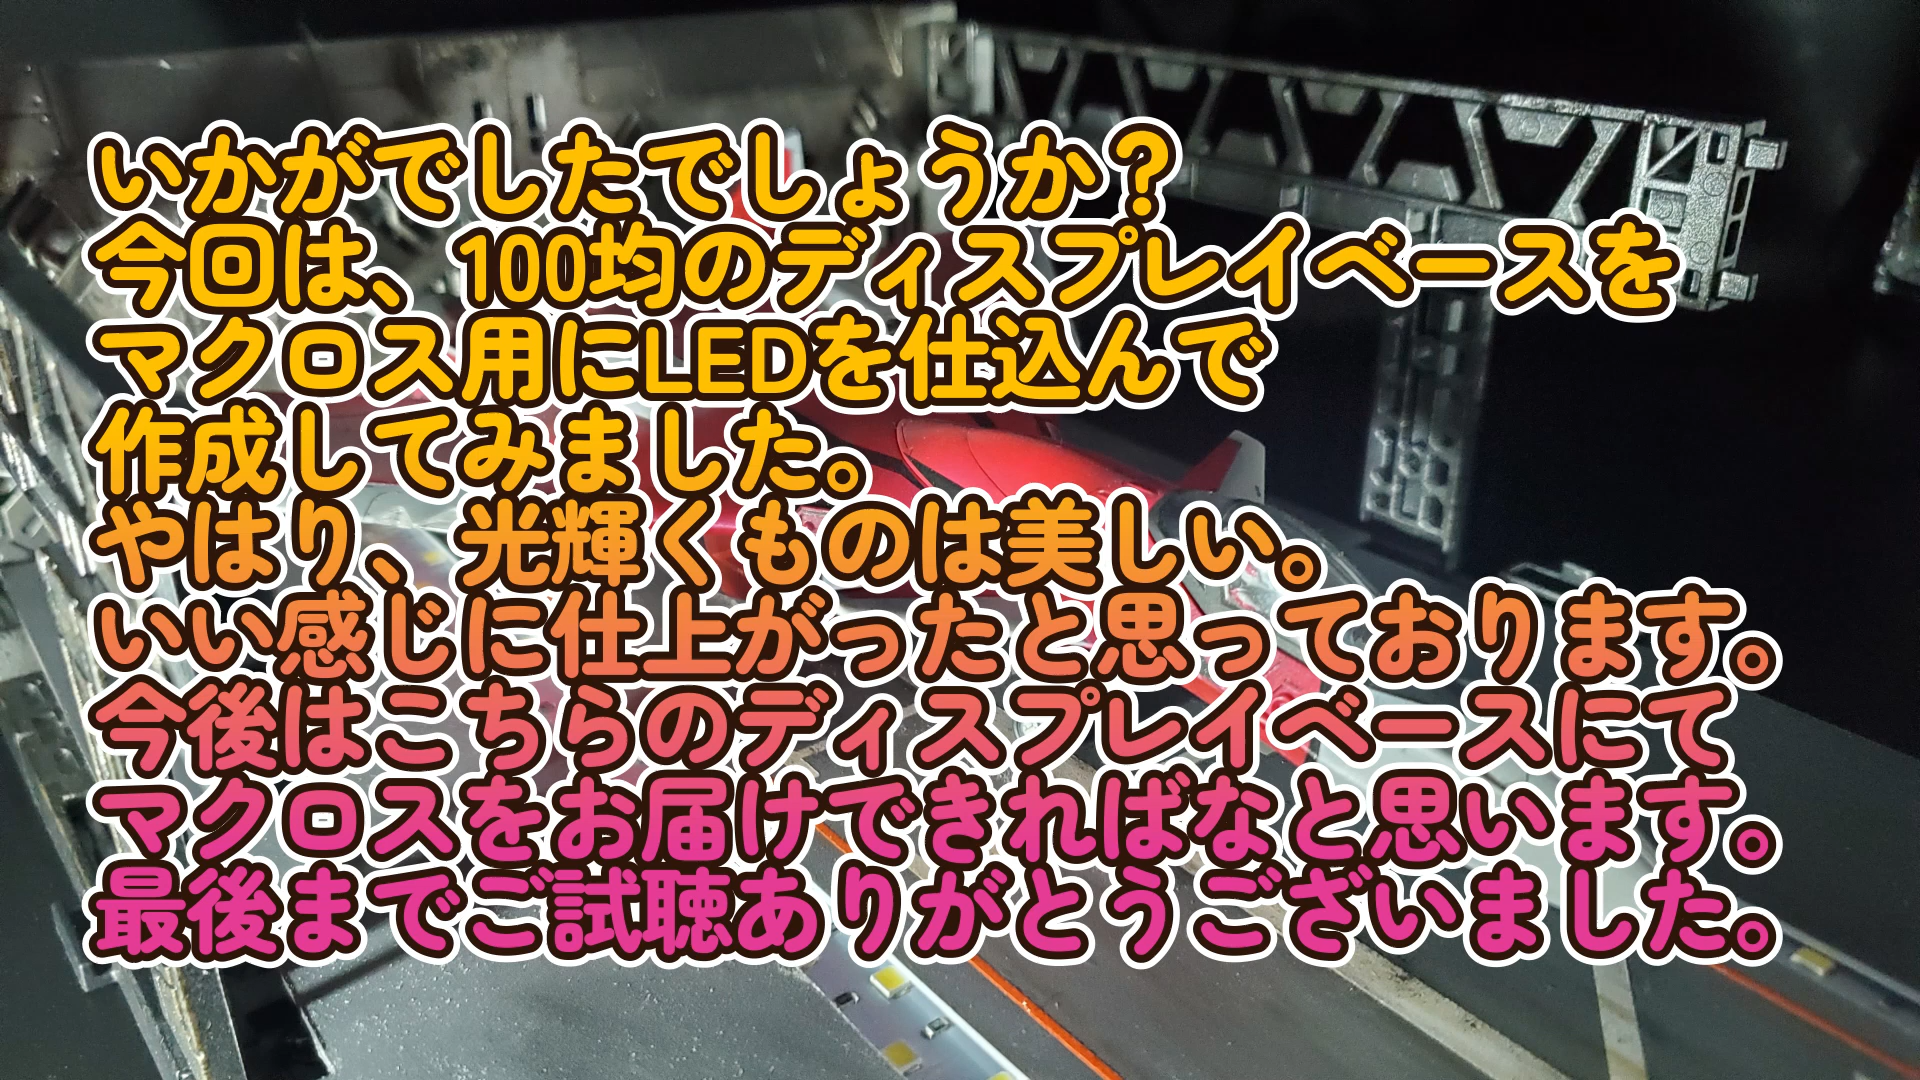 いかがでしたでしょうか？
今回は、100均のディスプレイベースを
マクロス用にLEDを仕込んで
作成してみました。
やはり、光輝くものは美しい。
いい感じに仕上がったと思っております。
今後はこちらのディスプレイベースにて
マクロスをお届けできればなと思います。
最後までご試聴ありがとうございました。